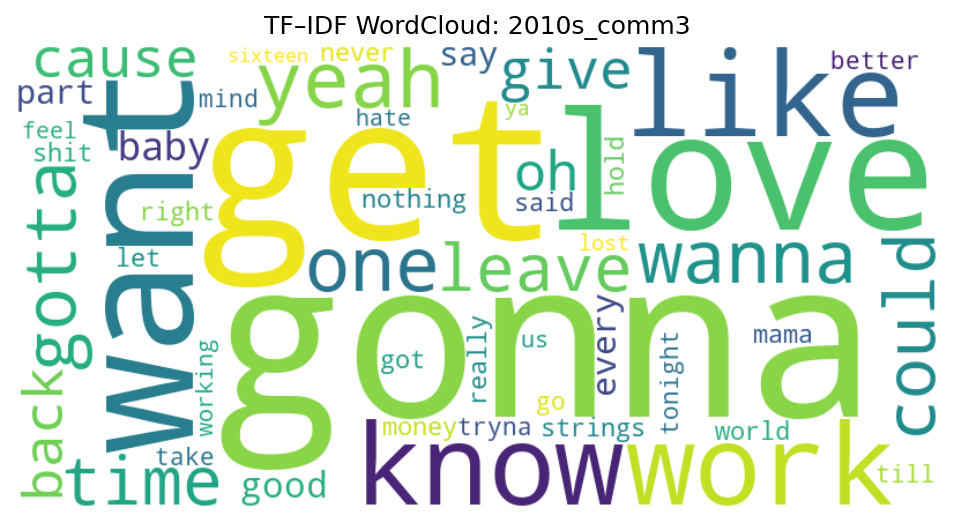 TF–IDF WordCloud: 2010s_comm3
cause
sixteen
never
say
give
like
better
part
want
mind
yeah
hate
ya
feel
shit
baby
get
love
oh
hold
right
nothing
said
gotta
let
one
leave
lost
wanna
could
gonna
working
got
really
us
every
tonight
mama
back
go
money
tryna
strings
world
time
take
good
know
work
till